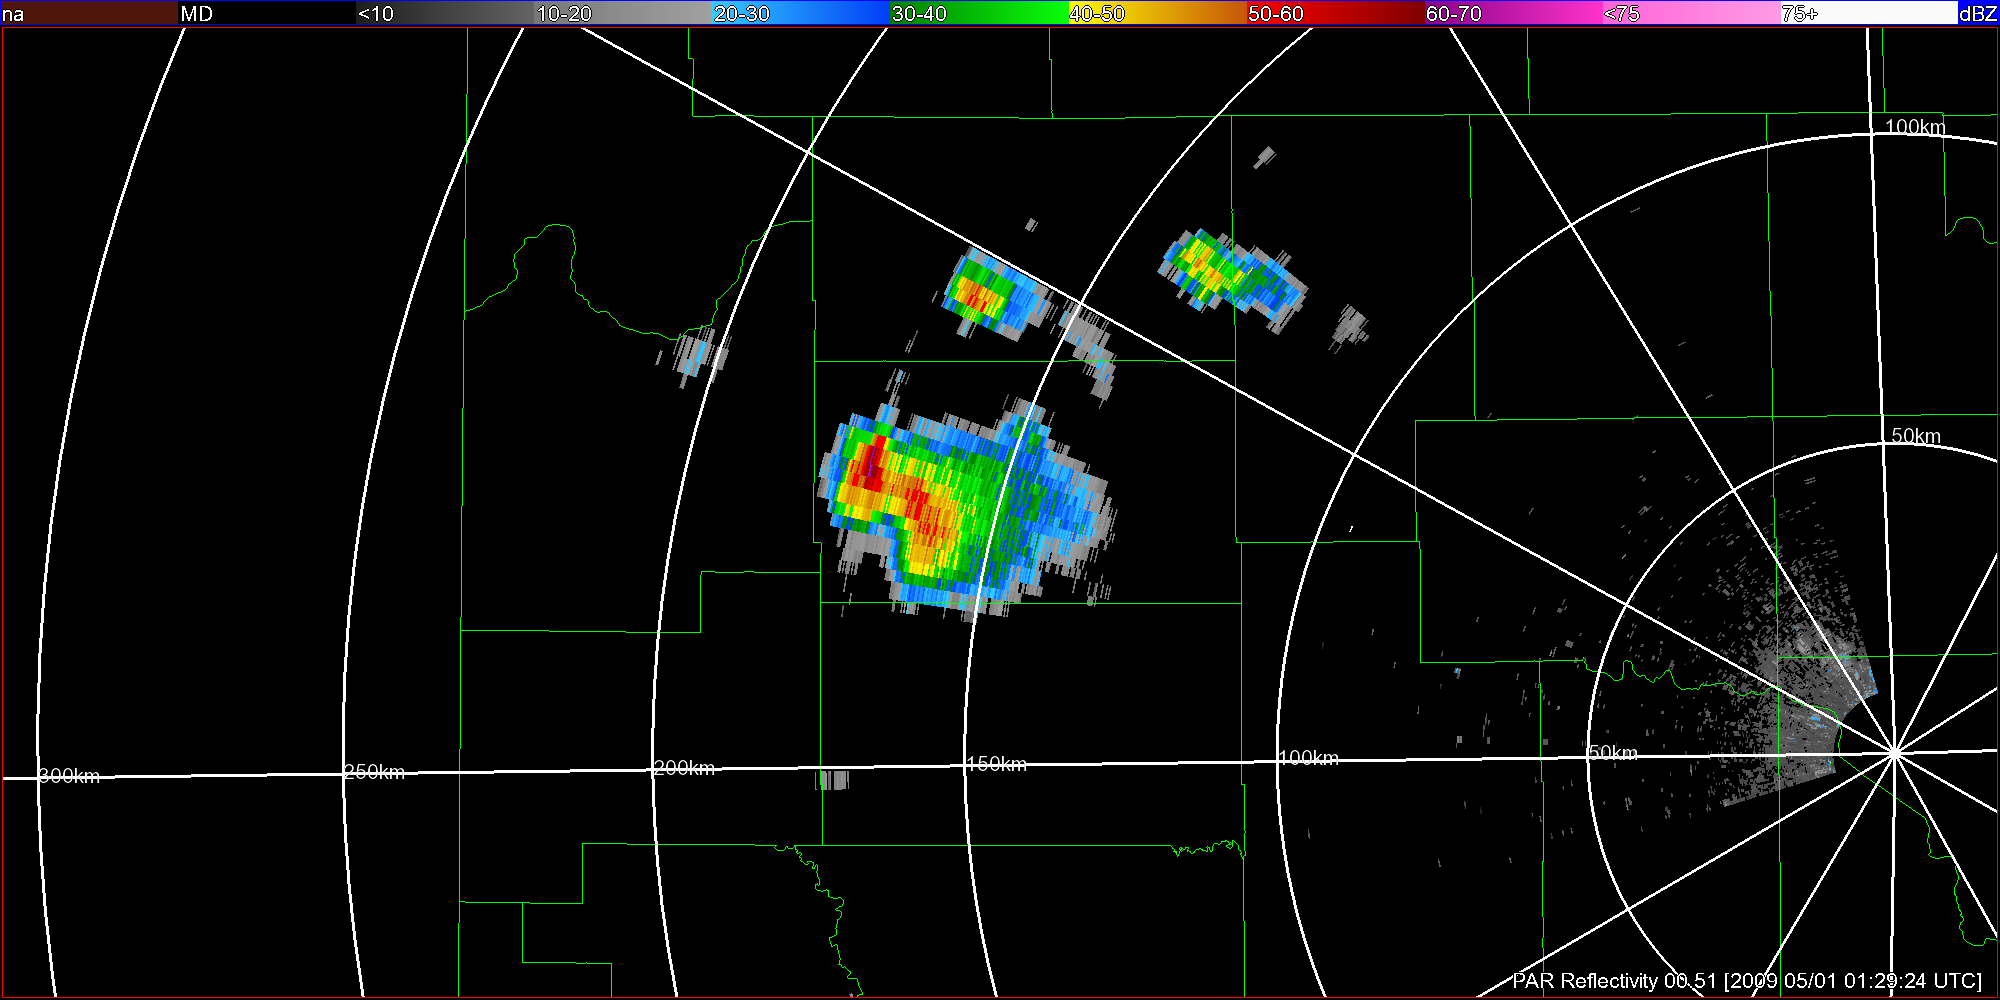 na MD <10 10-20 20-30 30-40 40-50 50-60 60-70 <75 75+ dBZ
100km
50km
300km 250km 200km 150km 100km 50km
PAR Reflectivity 00.51 [2009 05/01 01:29:24 UTC]